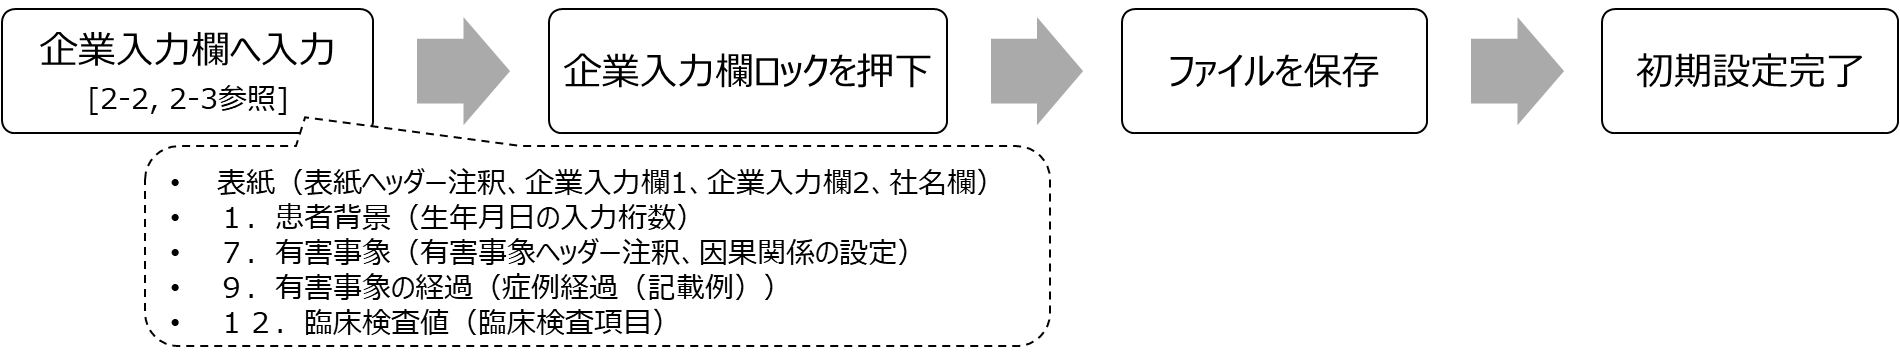 企業入力欄へ入力
[2-2, 2-3参照]
企業入力欄ロックを押下
ファイルを保存
初期設定完了
• 表紙（表紙ヘッダー注釈、企業入力欄1、企業入力欄2、社名欄）
• １．患者背景（生年月日の入力桁数）
• ７．有害事象（有害事象ヘッダー注釈、因果関係の設定）
• ９．有害事象の経過（症例経過（記載例））
• １２．臨床検査値（臨床検査項目）